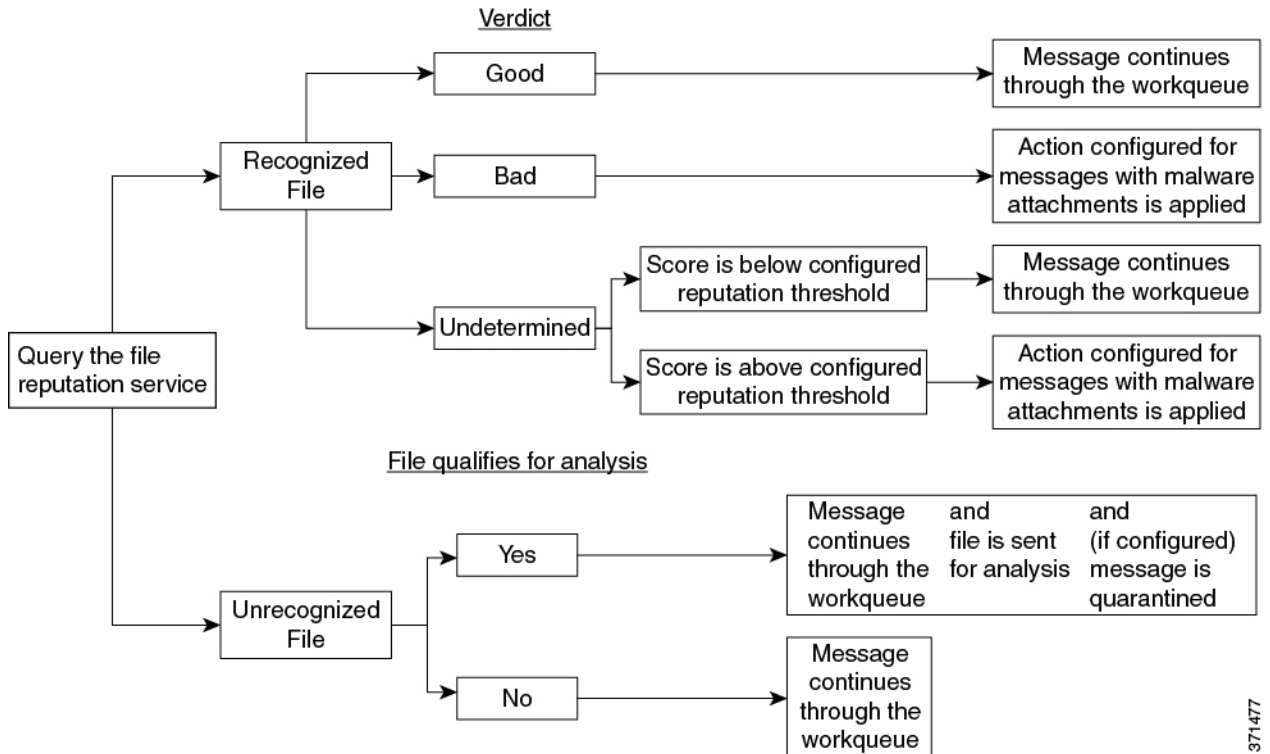 Verdict
Good
Message continues
through the workqueue
Recognized
File
Bad
Action configured for
messages with malware
attachments is applied
Undetermined
Score is below configured
reputation threshold
Message continues
through the workqueue
Score is above configured
reputation threshold
Action configured for
messages with malware
attachments is applied
Query the file
reputation service
File qualifies for analysis
Unrecognized
File
Yes
Message
continues
through the
workqueue
and
file is sent
for analysis
and
(if configured)
message is
quarantined
No
Message
continues
through the
workqueue
371477